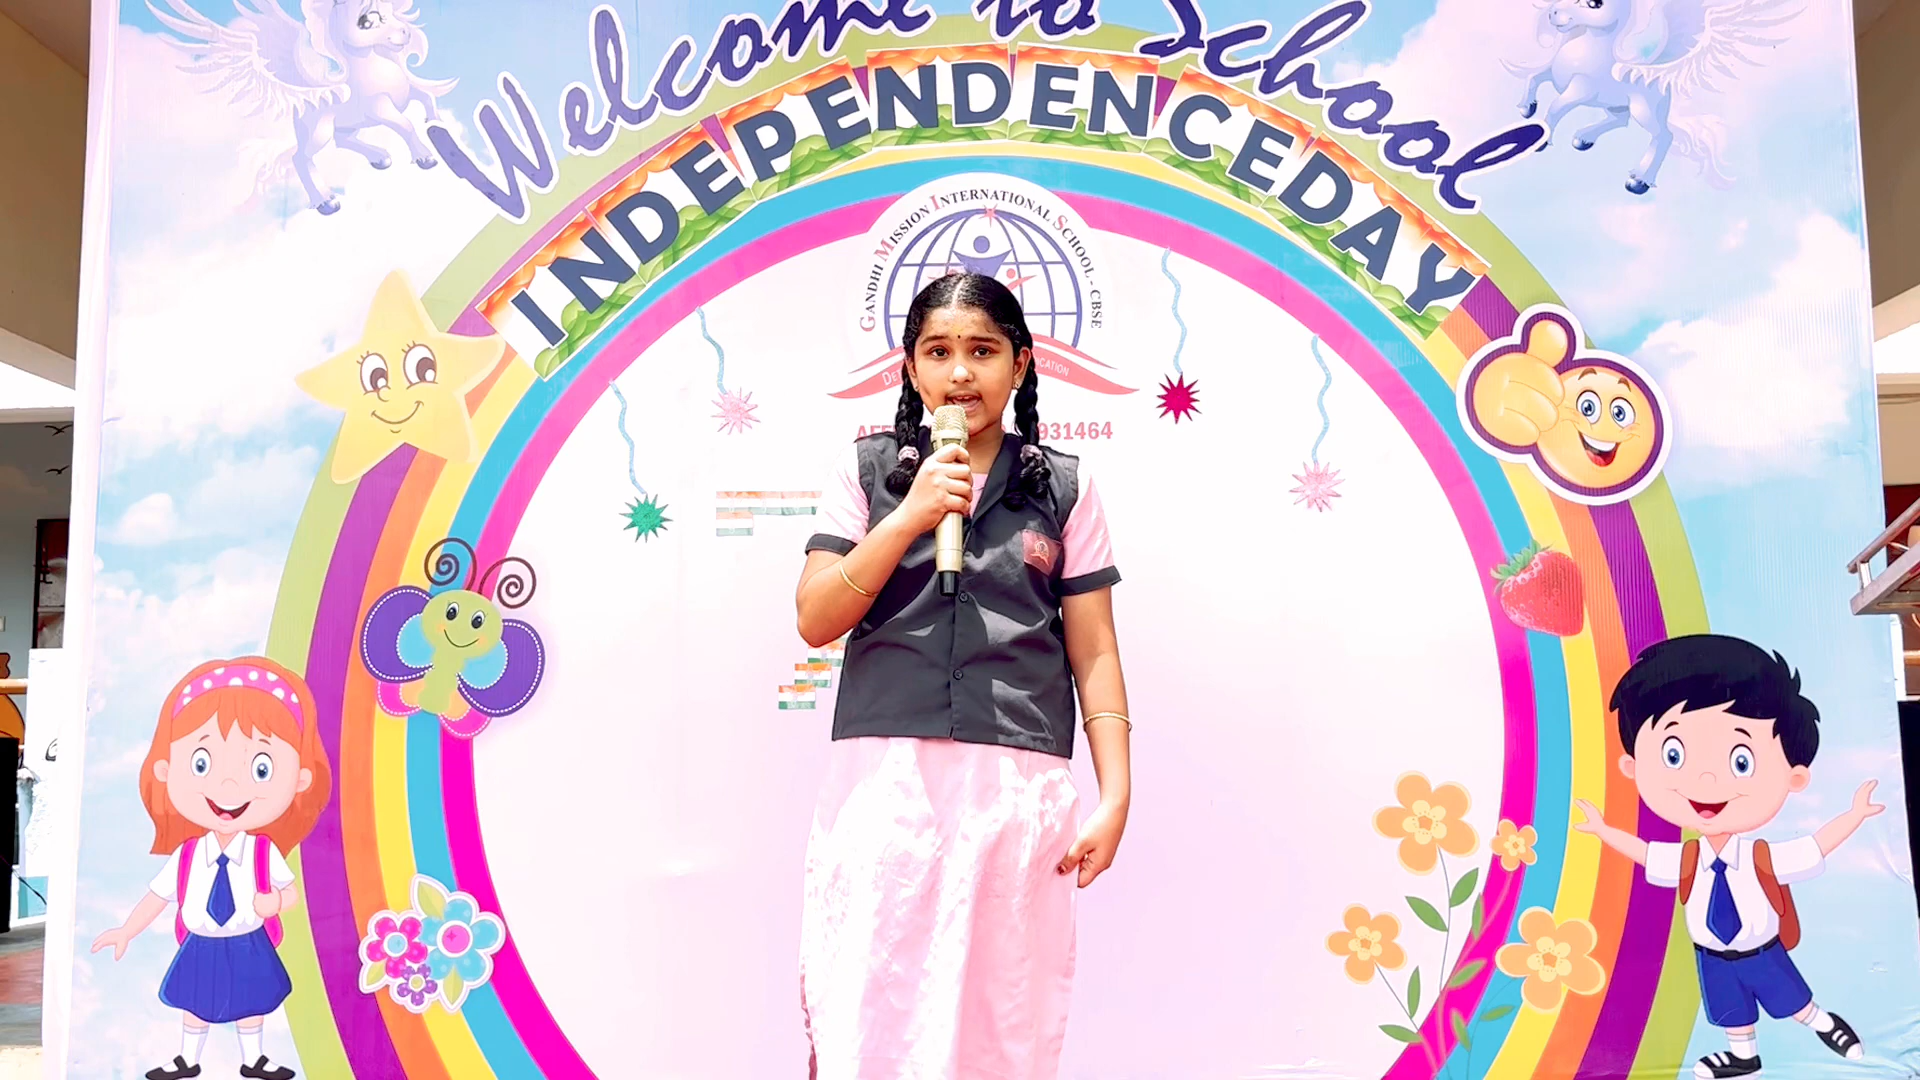 Welcome to School
INDEPENDENCEDAY
GANDHI MISSION INTERNATIONAL SCHOOL - CBSE
931464